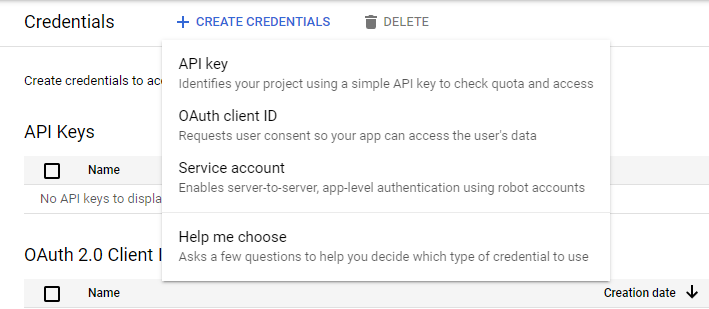 Credentials
+ CREATE CREDENTIALS
DELETE
API key
Identifies your project using a simple API key to check quota and access
Create credentials to acc
OAuth client ID
Requests user consent so your app can access the user's data
API Keys
Service account
Enables server-to-server, app-level authentication using robot accounts
Name
No API keys to displa
Help me choose
Asks a few questions to help you decide which type of credential to use
OAuth 2.0 Client I
Name
Creation date